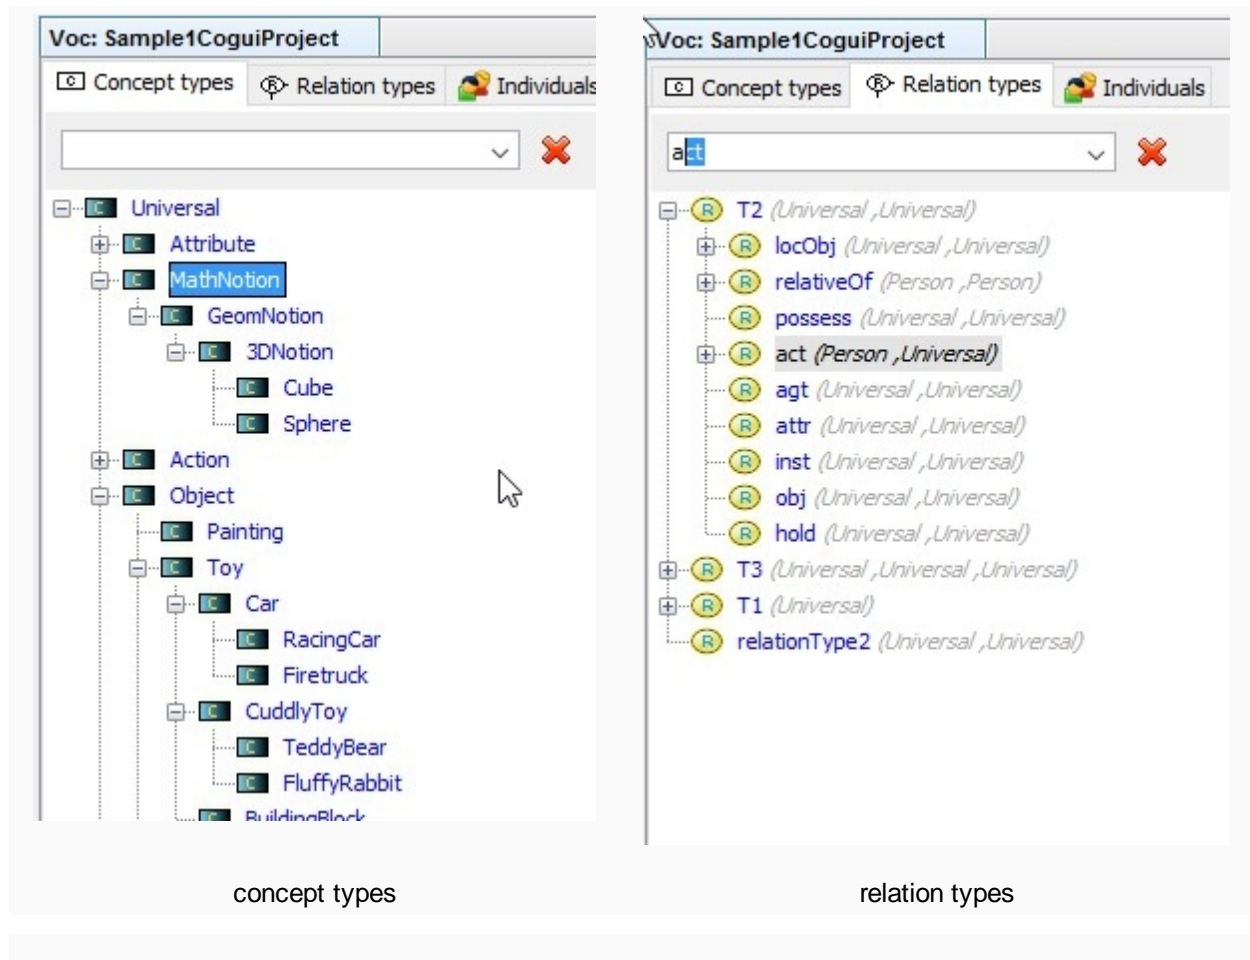 Voc: Sample1CoguiProject
Concept types Relation types Individuals
Universal
Attribute
MathNotion
GeomNotion
3DNotion
Cube
Sphere
Action
Object
Painting
Toy
Car
RacingCar
Firetruck
CuddlyToy
TeddyBear
FluffyRabbit
BuildingBlock
concept types
Voc: Sample1CoguiProject
Concept types Relation types Individuals
act
T2 (Universal ,Universal)
locObj (Universal ,Universal)
relativeOf (Person ,Person)
possess (Universal ,Universal)
act (Person ,Universal)
agt (Universal ,Universal)
attr (Universal ,Universal)
inst (Universal ,Universal)
obj (Universal ,Universal)
hold (Universal ,Universal)
T3 (Universal ,Universal ,Universal)
T1 (Universal)
relationType2 (Universal ,Universal)
relation types